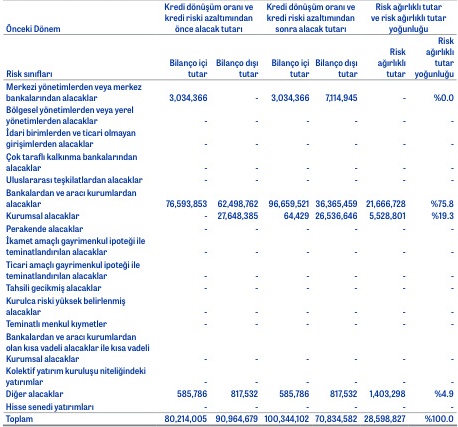 Önceki Dönem
Kredi dönüşüm oranı ve
kredi riski azaltımından
önce alacak tutarı
Kredi dönüşüm oranı ve
kredi riski azaltımından
sonra alacak tutarı
Risk ağırlıklı tutar
ve risk ağırlıklı tutar
yoğunluğu
Risk sınıfları
Bilanço içi
tutar
Bilanço dışı
tutar
Bilanço içi
tutar
Bilanço dışı
tutar
Risk
ağırlıklı
tutar
Risk
ağırlıklı
tutar
yoğunluğu
Merkezi yönetimlerden veya merkez
bankalarından alacaklar 3,034,366 - 3,034,366 7,114,945 - %0.0
Bölgesel yönetimlerden veya yerel
yönetimlerden alacaklar - - - - - -
İdari birimlerden ve ticari olmayan
girişimlerden alacaklar - - - - - -
Çok taraflı kalkınma bankalarından
alacaklar - - - - - -
Uluslararası teşkilatlardan alacaklar - - - - - -
Bankalardan ve aracı kurumlardan
alacaklar 76,593,853 62,498,762 96,659,521 36,365,459 21,666,728 %75.8
Kurumsal alacaklar - 27,648,385 64,429 26,536,646 5,528,801 %19.3
Perakende alacaklar - - - - - -
İkamet amaçlı gayrimenkul ipoteği ile
teminatlandırılan alacaklar - - - - - -
Ticari amaçlı gayrimenkul ipoteği ile
teminatlandırılan alacaklar - - - - - -
Tahsili gecikmiş alacaklar - - - - - -
Kurulca riski yüksek belirlenmiş
alacaklar - - - - - -
Teminatlı menkul kıymetler - - - - - -
Bankalardan ve aracı kurumlardan
olan kısa vadeli alacaklar ile kısa vadeli
Kurumsal alacaklar - - - - - -
Kolektif yatırım kuruluşu niteliğindeki
yatırımlar - - - - - -
Diğer alacaklar 585,786 817,532 585,786 817,532 1,403,298 %4.9
Hisse senedi yatırımları - - - - - -
Toplam 80,214,005 90,964,679 100,344,102 70,834,582 28,598,827 %100.0